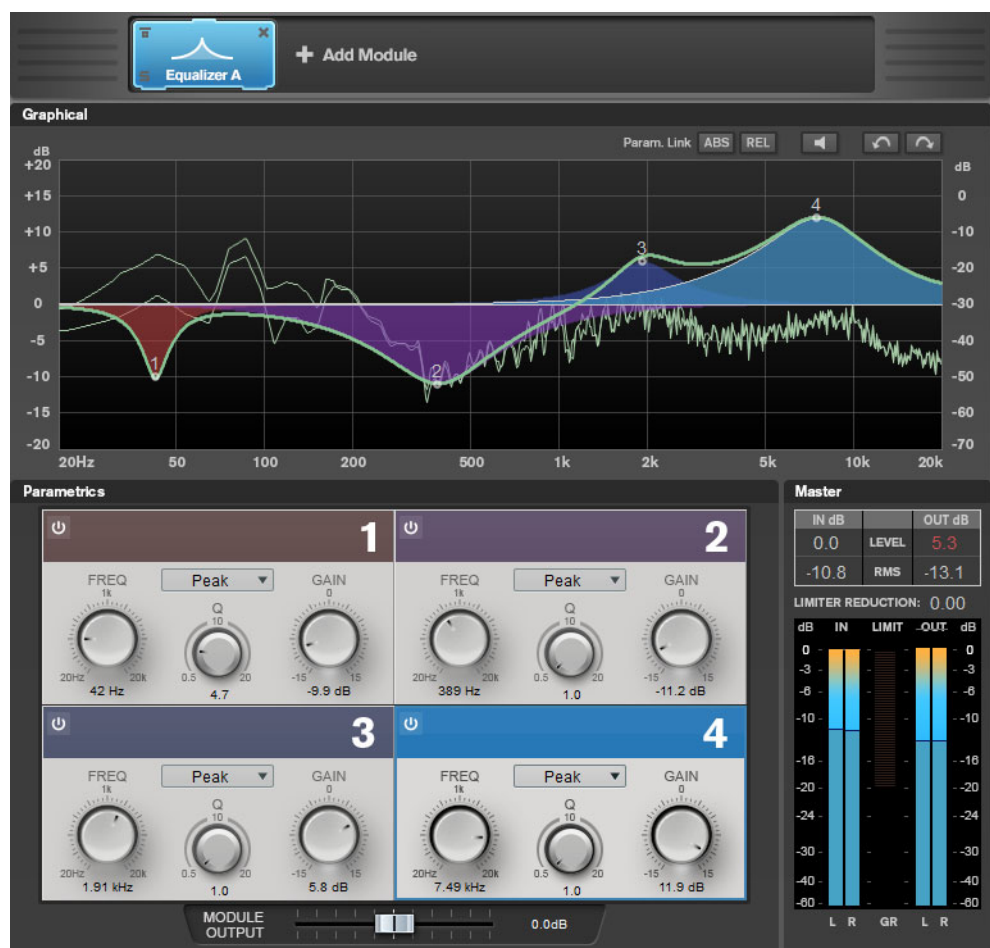 Equalizer A
Add Module
Graphical
Param. Link ABS REL
dB
+20
+15
+10
+5
0
-5
-10
-15
-20
dB
0
-10
-20
-30
-40
-50
-60
-70
1
2
3
4
20Hz 50 100 200 500 1k 2k 5k 10k 20k
Parametrics
1
FREQ Peak GAIN
1k Q 0
10
20Hz 20k 0.5 20 -15 15
42 Hz 4.7 -9.9 dB
2
FREQ Peak GAIN
1k Q 0
10
20Hz 20k 0.5 20 -15 15
389 Hz 1.0 -11.2 dB
3
FREQ Peak GAIN
1k Q 0
10
20Hz 20k 0.5 20 -15 15
1.91 kHz 1.0 5.8 dB
4
FREQ Peak GAIN
1k Q 0
10
20Hz 20k 0.5 20 -15 15
7.49 kHz 1.0 11.9 dB
MODULE
OUTPUT
0.0dB
Master
IN dB OUT dB
0.0 LEVEL 5.3
-10.8 RMS -13.1
LIMITER REDUCTION: 0.00
dB IN LIMIT OUT dB
0 - - - 0
-3 - - - -3
-6 - - - -6
-10 - - - -10
-16 - - - -16
-20 - - - -20
-24 - - - -24
-30 - - - -30
-40 - - - -40
-60 - - - -60
L R GR L R